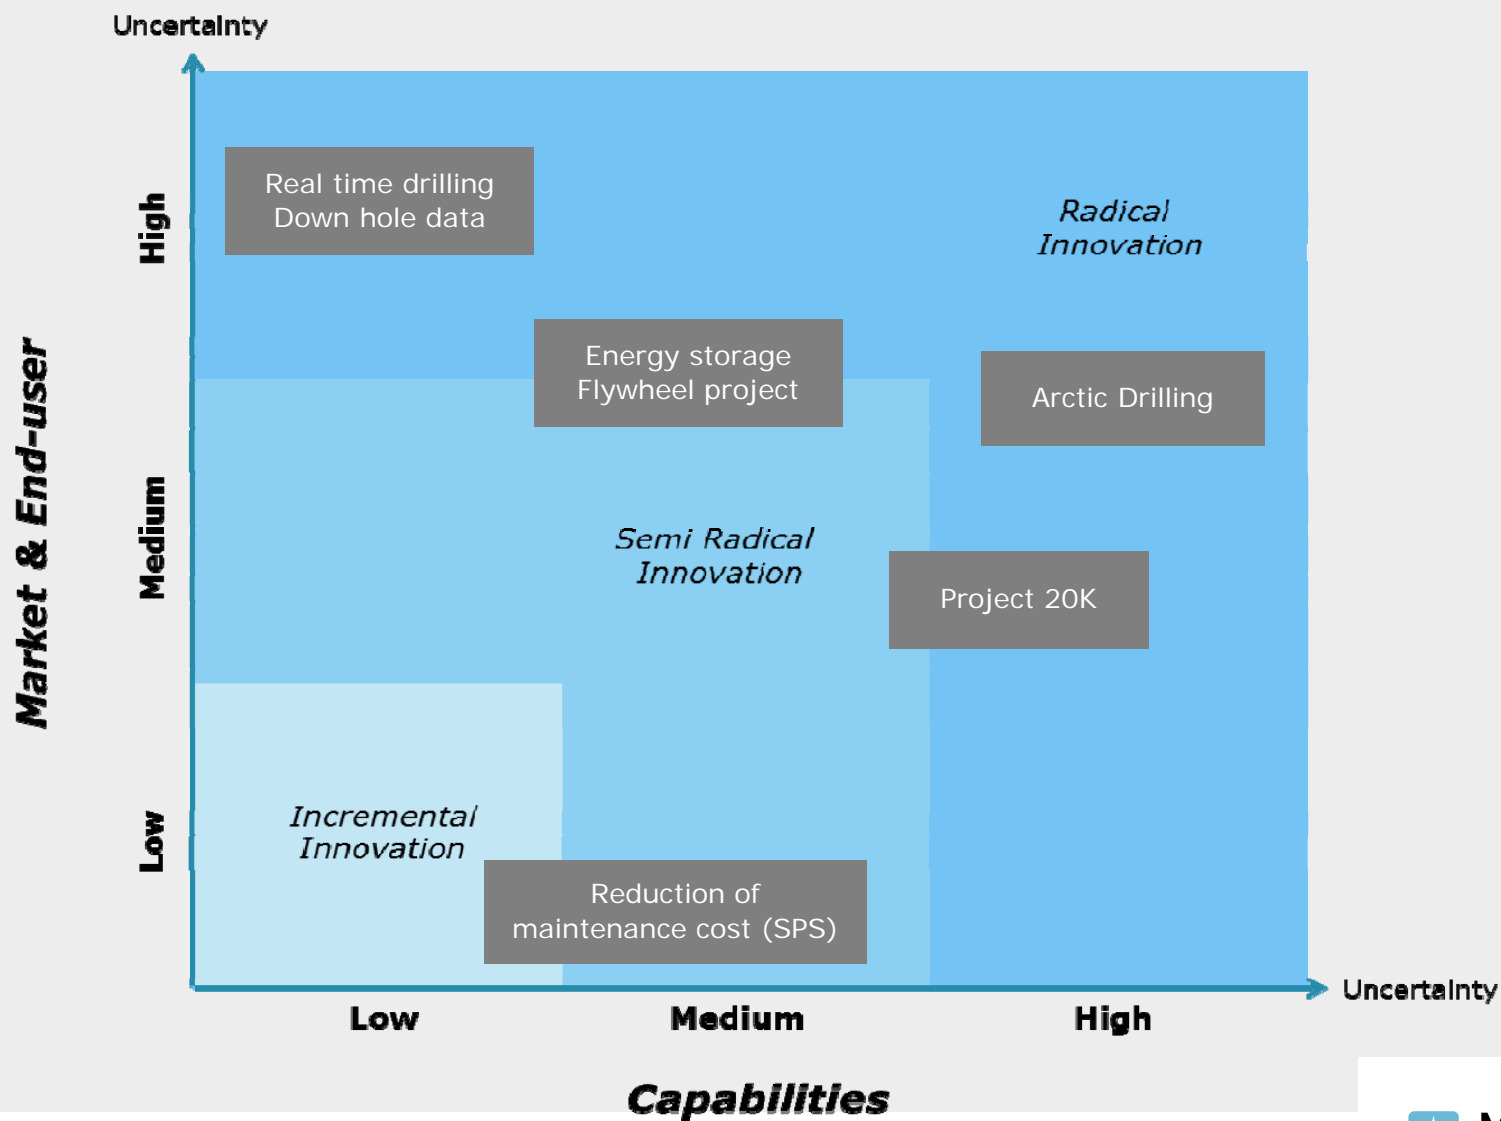 Uncertainty
High
Real time drilling
Down hole data
Radical
Innovation
Energy storage
Flywheel project
Arctic Drilling
Market & End-user
Medium
Semi Radical
Innovation
Project 20K
Low
Incremental
Innovation
Reduction of
maintenance cost (SPS)
Uncertainty
Low
Medium
High
Capabilities